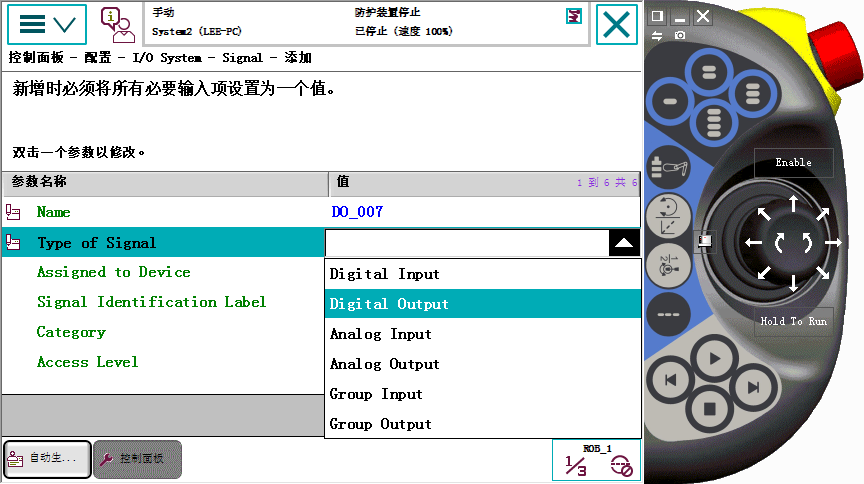 手动
防护装置停止
System2 (LEE-PC)
已停止 (速度 100%)
控制面板 - 配置 - I/O System - Signal - 添加
新增时必须将所有必要输入项设置为一个值。
双击一个参数以修改。
参数名称
值
1 到 6 共 6
Name
DO_007
Type of Signal
Assigned to Device
Signal Identification Label
Category
Access Level
Digital Input
Digital Output
Analog Input
Analog Output
Group Input
Group Output
自动生...
控制面板
ROB_1
1/3
Enable
Hold To Run